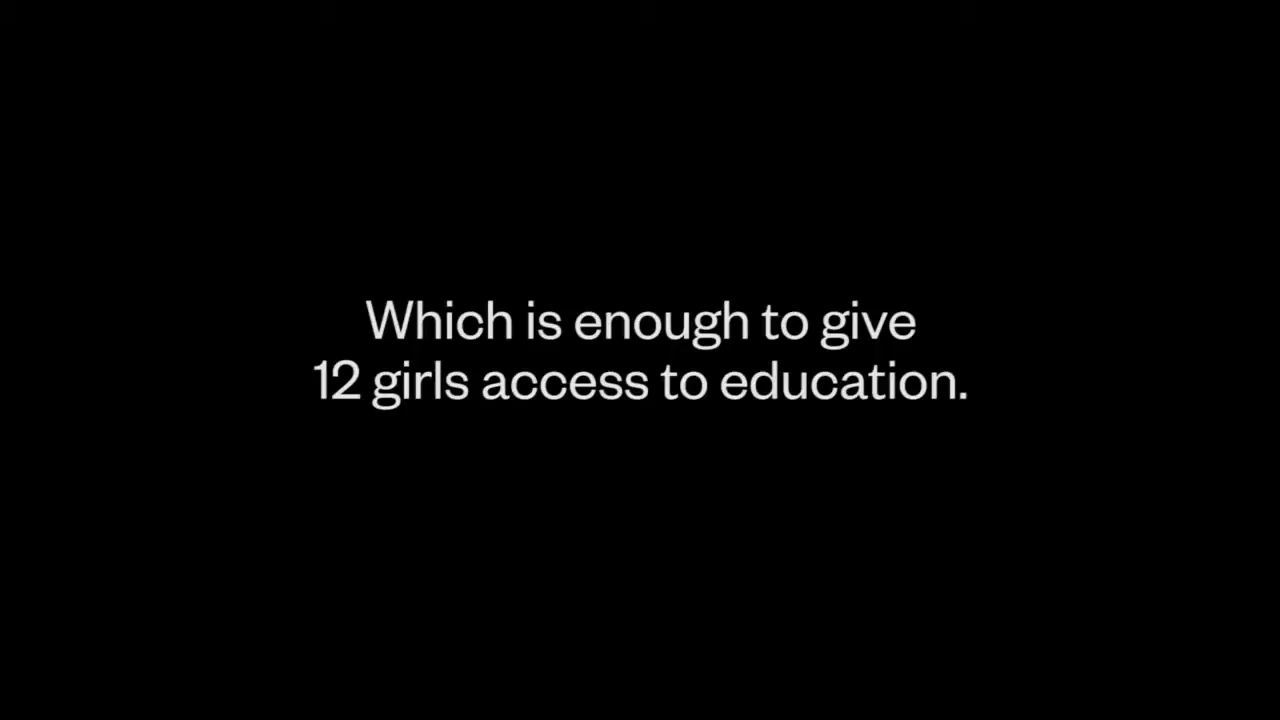 Which is enough to give
12 girls access to education.